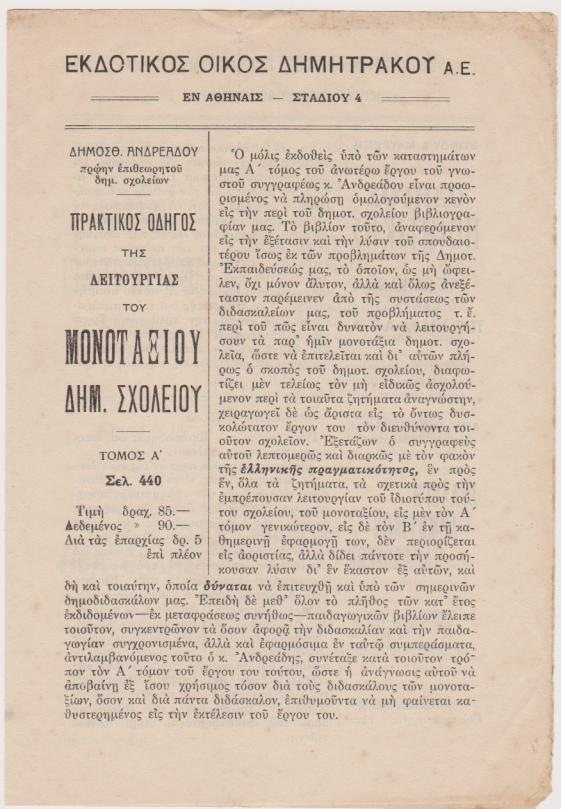 ΕΚΔΟΤΙΚΟΣ ΟΙΚΟΣ ΔΗΜΗΤΡΑΚΟΥ Α.Ε.
ΕΝ ΑΘΗΝΑΙΣ — ΣΤΑΔΙΟΥ 4
ΔΗΜΟΣΘ. ΑΝΔΡΕΑΔΟΥ
πρῴην ἐπιθεωρητοῦ
δημ. σχολείων
ΠΡΑΚΤΙΚΟΣ ΟΔΗΓΟΣ
ΤΗΣ
ΛΕΙΤΟΥΡΓΙΑΣ
ΤΟΥ
ΜΟΝΟΤΑΞΙΟΥ
ΔΗΜ. ΣΧΟΛΕΙΟΥ
ΤΟΜΟΣ Α΄
Σελ. 440
Τιμὴ δραχ. 85.—
Δεδεμένος » 90.—
Διὰ τὰς ἐπαρχίας δρ. 5
ἐπὶ πλέον
Ὁ μόλις ἐκδοθεὶς ὑπὸ τῶν καταστημάτων
μας Α΄ τόμος τοῦ ἀνωτέρω ἔργου τοῦ γνω-
στοῦ συγγραφέως κ. Ἀνδρεάδου εἶναι προω-
ρισμένος νὰ πληρώσῃ ὁμολογούμενον κενὸν
εἰς τὴν περὶ τοῦ δημοτ. σχολείου βιβλιογρα-
φίαν μας. Τὸ βιβλίον τοῦτο, ἀναφερόμενον
εἰς τὴν ἐξέτασιν καὶ τὴν λύσιν τοῦ σπουδαιο-
τέρου ἴσως ἐκ τῶν προβλημάτων τῆς Δημοτ.
Ἐκπαιδεύσεώς μας, τὸ ὁποῖον, ὡς μὴ ὤφει-
λεν, ὄχι μόνον ἄλυτον, ἀλλὰ καὶ ὅλως ἀνεξέ-
ταστον παρέμεινεν ἀπὸ τῆς συστάσεως τῶν
διδασκαλείων μας, τοῦ προβλήματος τ. ἔ.
περὶ τοῦ πῶς εἶναι δυνατὸν νὰ λειτουργή-
σουν τὰ παρ' ἡμῖν μονοτάξια δημοτ. σχο-
λεῖα, ὥστε νὰ ἐπιτελεῖται καὶ δι' αὐτῶν πλή-
ρως ὁ σκοπὸς τοῦ δημοτ. σχολείου, διαφω-
τίζει μὲν τελείως τὸν μὴ εἰδικῶς ἀσχολού-
μενον περὶ τὰ τοιαῦτα ζητήματα ἀναγνώστην,
χειραγωγεῖ δὲ ὡς ἄριστα εἰς τὸ ὄντως δυσ-
κολώτατον ἔργον του τὸν διευθύνοντα τοι-
οῦτον σχολεῖον. Ἐξετάζων ὁ συγγραφεὺς
αὐτοῦ λεπτομερῶς καὶ διαρκῶς μὲ τὸν φακὸν
τῆς ἑλληνικῆς πραγματικότητος, ἓν πρὸς
ἕν, ὅλα τὰ ζητήματα, τὰ σχετικὰ πρὸς τὴν
ἐμπρέπουσαν λειτουργίαν τοῦ ἰδιοτύπου τού-
του σχολείου, τοῦ μονοταξίου, εἰς μὲν τὸν Α΄
τόμον γενικώτερον, εἰς δὲ τὸν Β΄ ἐν τῇ κα-
θημερινῇ ἐφαρμογῇ των, δὲν περιορίζεται
εἰς ἀοριστίας, ἀλλὰ δίδει πάντοτε τὴν προσή-
κουσαν λύσιν δι' ἓν ἕκαστον ἐξ αὐτῶν, καὶ
δὴ καὶ τοιαύτην, ὁποία δύναται νὰ ἐπιτευχθῇ καὶ ὑπὸ τῶν σημερινῶν
δημοδιδασκάλων μας. Ἐπειδὴ δὲ μεθ' ὅλον τὸ πλῆθος τῶν κατ' ἔτος
ἐκδιδομένων—ἐκ μεταφράσεως συνήθως—παιδαγωγικῶν βιβλίων ἔλειπε
τοιοῦτον, συγκεντρῶνον τὰ ὅσον ἀφορᾷ τὴν διδασκαλίαν καὶ τὴν παιδα-
γωγίαν συγχρονισμένα, ἀλλὰ καὶ ἐφαρμόσιμα ἐν ταὐτῷ συμπεράσματα,
ἀντιλαμβανόμενος τοῦτο ὁ κ. Ἀνδρεάδης, συνέταξε κατὰ τοιοῦτον τρό-
πον τὸν Α΄ τόμον τοῦ ἔργου του τούτου, ὥστε ἡ ἀνάγνωσις αὐτοῦ νὰ
ἀποβαίνῃ ἐξ ἴσου χρήσιμος τόσον διὰ τοὺς διδασκάλους τῶν μονοτα-
ξίων, ὅσον καὶ διὰ πάντα διδάσκαλον, ἐπιθυμοῦντα νὰ μὴ φαίνεται κα-
θυστερημένος εἰς τὴν ἐκτέλεσιν τοῦ ἔργου του.